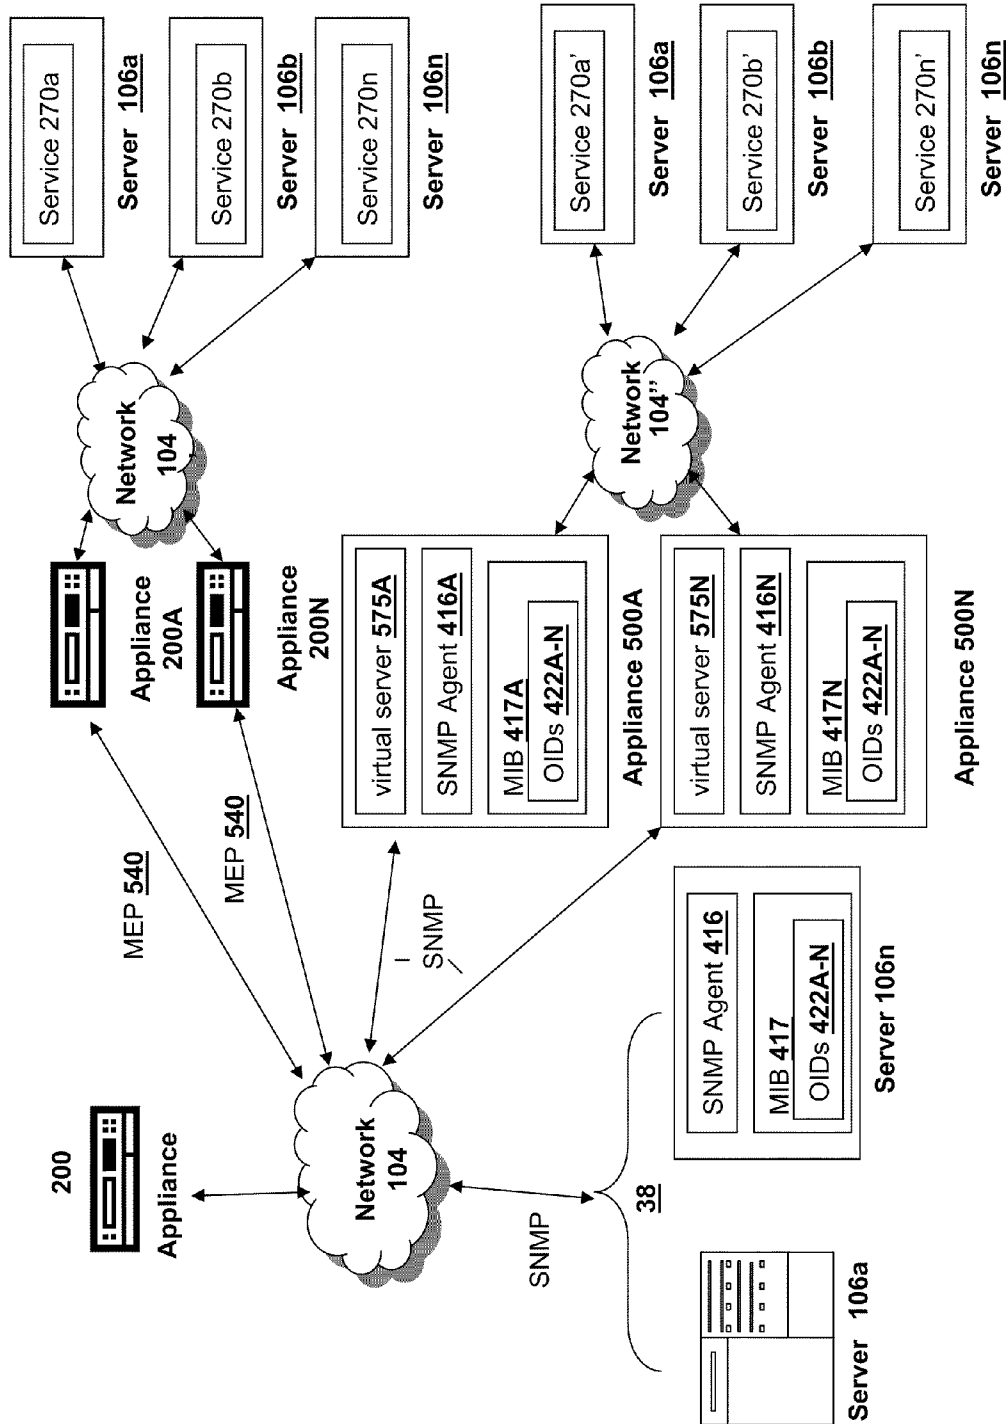 200
Appliance
Network
104
SNMP
38
Server 106a
SNMP Agent 416
MIB 417
OIDs 422A-N
Server 106n
MEP 540
MEP 540
SNMP
Appliance
200A
Appliance
200N
virtual server 575A
SNMP Agent 416A
MIB 417A
OIDs 422A-N
Appliance 500A
virtual server 575N
SNMP Agent 416N
MIB 417N
OIDs 422A-N
Appliance 500N
Network
104
Network
104’’
Service 270a
Server 106a
Service 270b
Server 106b
Service 270n
Server 106n
Service 270a’
Server 106a
Service 270b’
Server 106b
Service 270n’
Server 106n